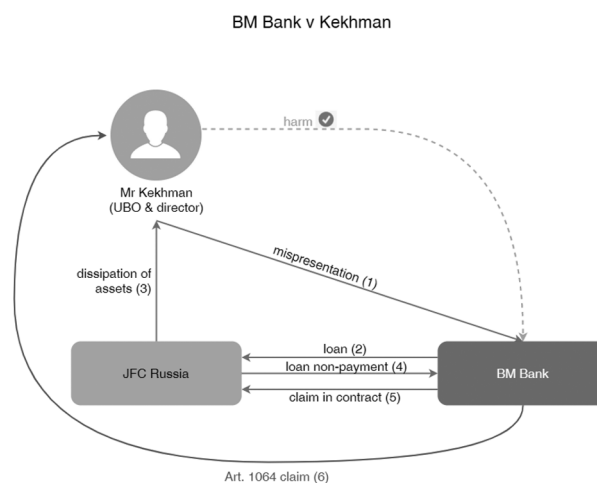 BM Bank v Kekhman
harm
Mr Kekhman
(UBO & director)
mispresentation (1)
dissipation of
assets (3)
loan (2)
JFC Russia
loan non-payment (4)
BM Bank
claim in contract (5)
Art. 1064 claim (6)